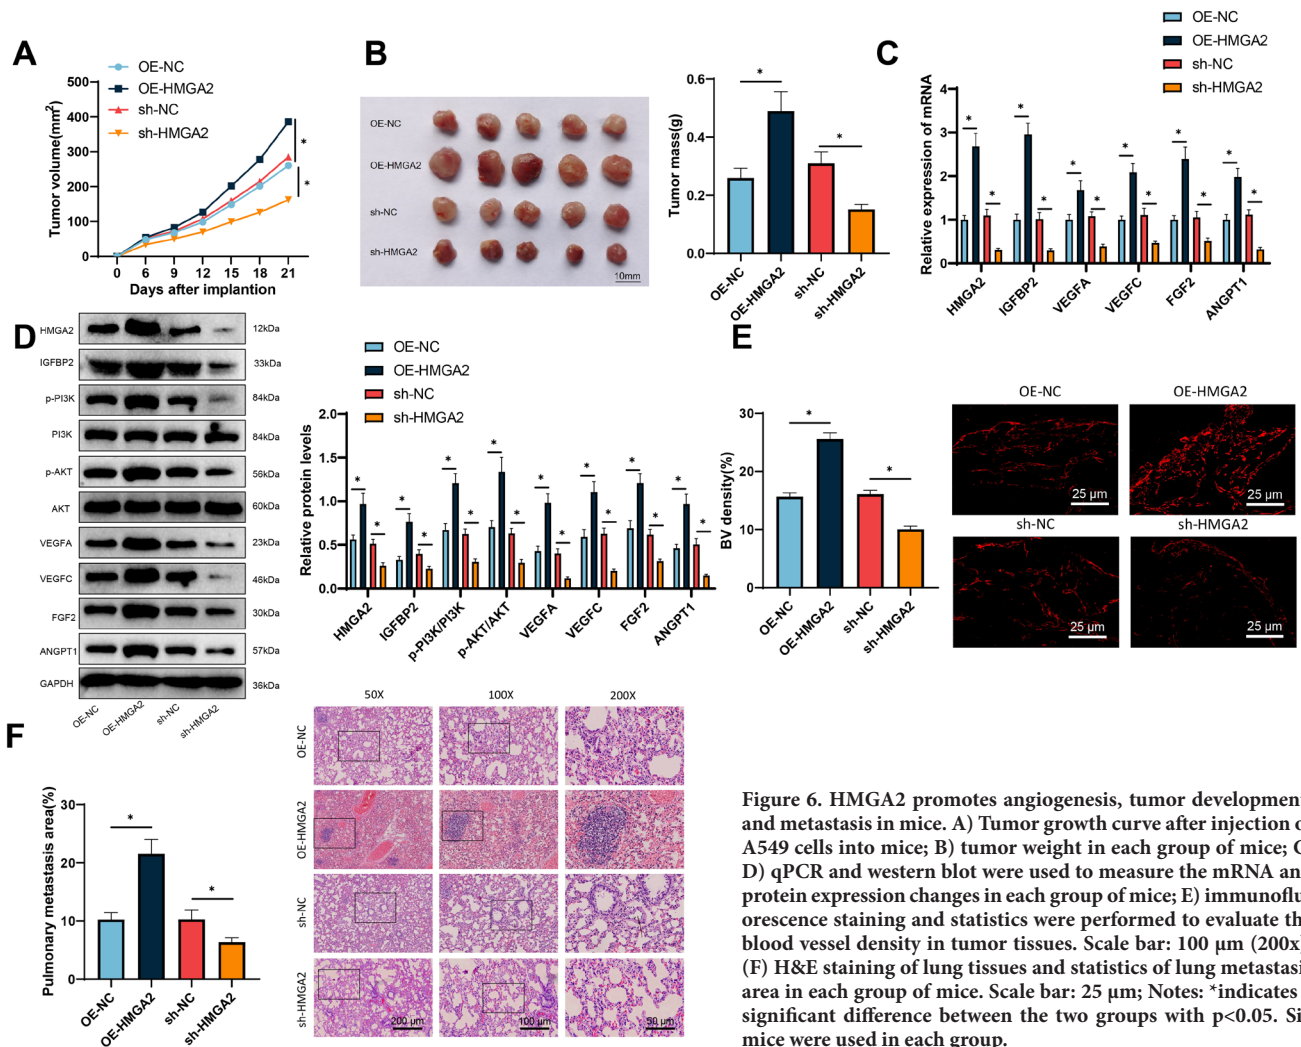 A
OE-NC
OE-HMGA2
sh-NC
sh-HMGA2
Tumor volume(mm²)
500
400
300
200
100
0
0 6 9 12 15 18 21
Days after implantion
*
*
B
OE-NC
OE-HMGA2
sh-NC
sh-HMGA2
10mm
Tumor mass(g)
0.6
0.4
0.2
0.0
*
*
OE-NC
OE-HMGA2
sh-NC
sh-HMGA2
C
OE-NC
OE-HMGA2
sh-NC
sh-HMGA2
Relative expression of mRNA
4
3
2
1
0
* * * * * * * * * * * *
HMGA2 IGFBP2 VEGFA VEGFC FGF2 ANGPT1
D
HMGA2 12kDa
IGFBP2 33kDa
p-PI3K 84kDa
PI3K 84kDa
p-AKT 56kDa
AKT 60kDa
VEGFA 23kDa
VEGFC 46kDa
FGF2 30kDa
ANGPT1 57kDa
GAPDH 36kDa
OE-NC OE-HMGA2 sh-NC sh-HMGA2
OE-NC
OE-HMGA2
sh-NC
sh-HMGA2
Relative protein levels
2.0
1.5
1.0
0.5
0.0
* * * * * * * * * * * * * * * *
HMGA2 IGFBP2 p-PI3K/PI3K p-AKT/AKT VEGFA VEGFC FGF2 ANGPT1
E
BV density(%)
30
20
10
0
*
*
OE-NC
OE-HMGA2
sh-NC
sh-HMGA2
OE-NC OE-HMGA2
25 µm 25 µm
sh-NC sh-HMGA2
25 µm 25 µm
F
Pulmonary metastasis area(%)
30
20
10
0
*
*
OE-NC
OE-HMGA2
sh-NC
sh-HMGA2
50X 100X 200X
OE-NC
OE-HMGA2
sh-NC
sh-HMGA2
200 µm 100 µm 50 µm
Figure 6. HMGA2 promotes angiogenesis, tumor development
and metastasis in mice. A) Tumor growth curve after injection o
A549 cells into mice; B) tumor weight in each group of mice; C
D) qPCR and western blot were used to measure the mRNA an
protein expression changes in each group of mice; E) immunoflu
orescence staining and statistics were performed to evaluate th
blood vessel density in tumor tissues. Scale bar: 100 µm (200x)
(F) H&E staining of lung tissues and statistics of lung metastasi
area in each group of mice. Scale bar: 25 µm; Notes: *indicates
significant difference between the two groups with p<0.05. Si
mice were used in each group.